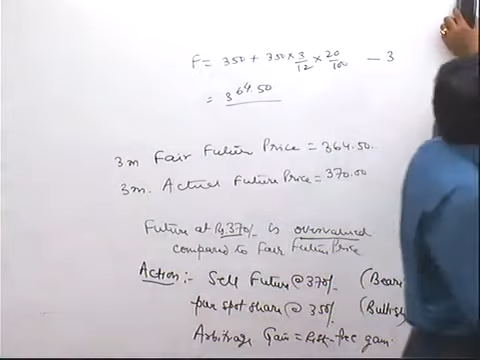 F = 350 + 350 × 3/12 × 20/100 — 3
= 364.50
3m Fair Future Price = 364.50
3m. Actual Future Price = 370.00
Future at Rs 370/- is overvalued
compared to Fair Future Price
Action :- Sell Future @ 370/- (Bear
pur spot share @ 350/- (Bullish
Arbitrage Gain = Risk-free gain.